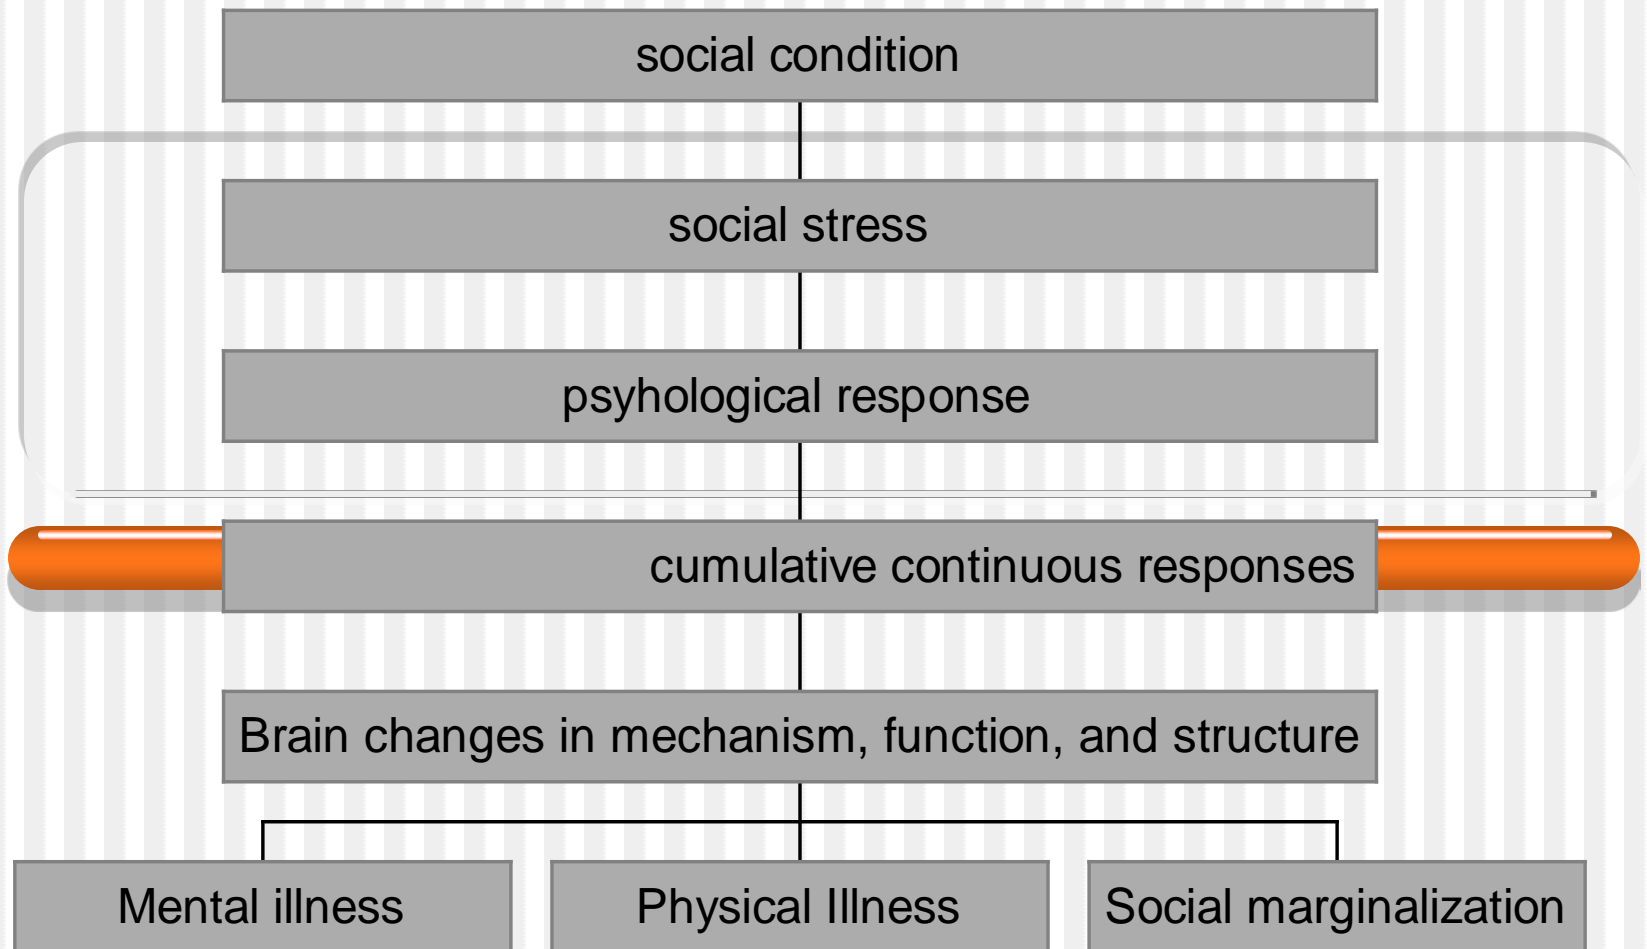 social condition
social stress
psyhological response
cumulative continuous responses
Brain changes in mechanism, function, and structure
Mental illness
Physical Illness
Social marginalization